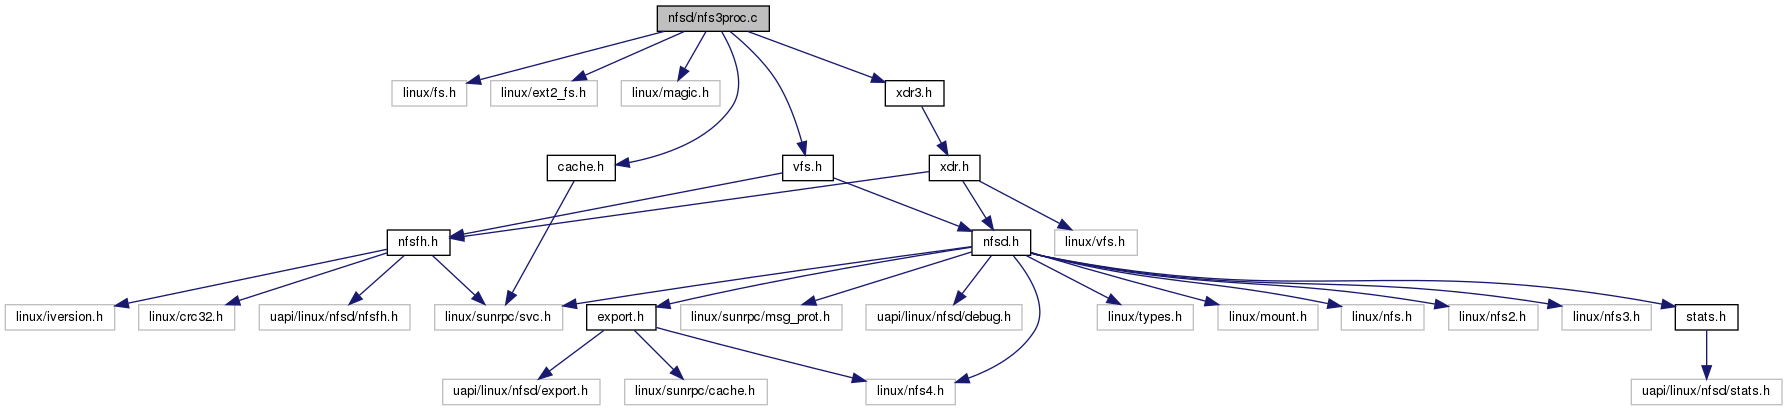 nfsd/nfs3proc.c
linux/fs.h
linux/ext2_fs.h
linux/magic.h
xdr3.h
cache.h
vfs.h
xdr.h
nfsfh.h
nfsd.h
linux/vfs.h
linux/iversion.h
linux/crc32.h
uapi/linux/nfsd/nfsfh.h
linux/sunrpc/svc.h
export.h
linux/sunrpc/msg_prot.h
uapi/linux/nfsd/debug.h
linux/types.h
linux/mount.h
linux/nfs.h
linux/nfs2.h
linux/nfs3.h
stats.h
uapi/linux/nfsd/export.h
linux/sunrpc/cache.h
linux/nfs4.h
uapi/linux/nfsd/stats.h